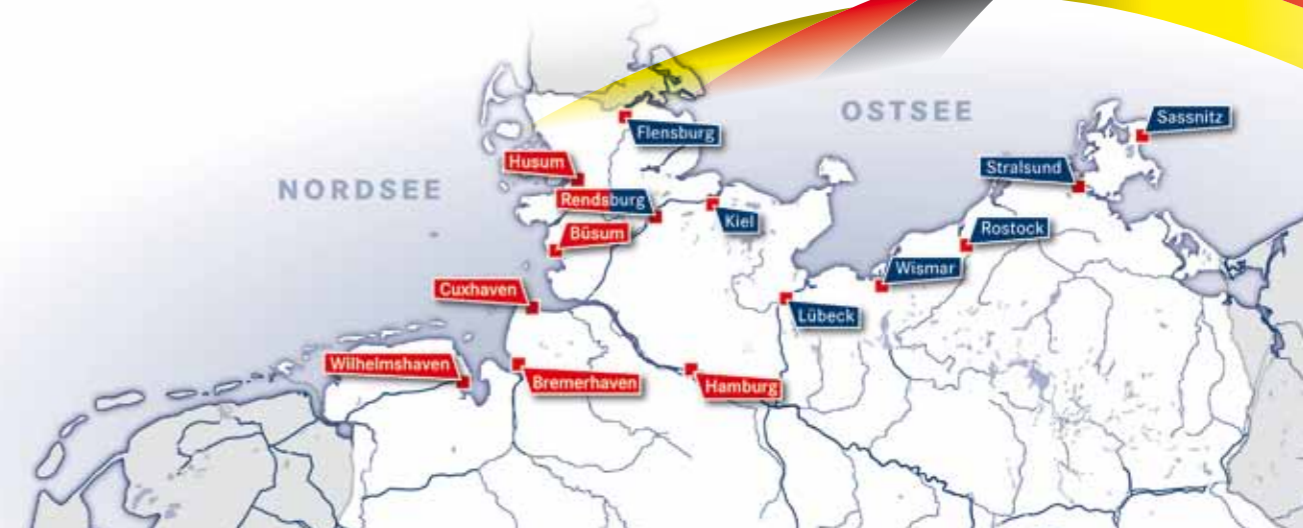 OSTSEE
Sassnitz
Flensburg
Husum
Stralsund
NORDSEE
Rendsburg
Kiel
Büsum
Rostock
Wismar
Cuxhaven
Lübeck
Wilhelmshaven
Bremerhaven
Hamburg